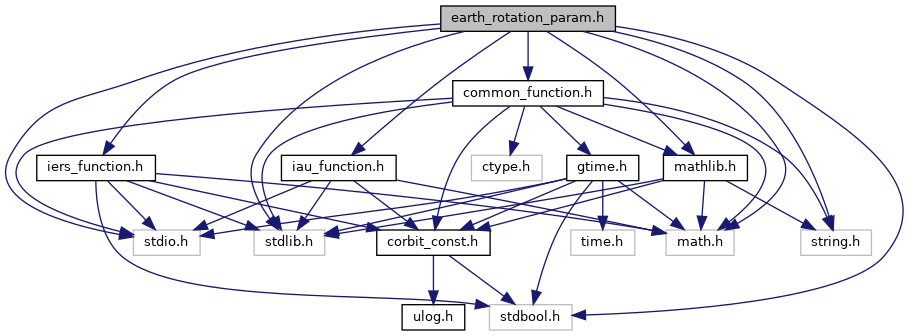 earth_rotation_param.h
common_function.h
iers_function.h
iau_function.h
ctype.h
gtime.h
mathlib.h
stdio.h
stdlib.h
corbit_const.h
time.h
math.h
string.h
ulog.h
stdbool.h